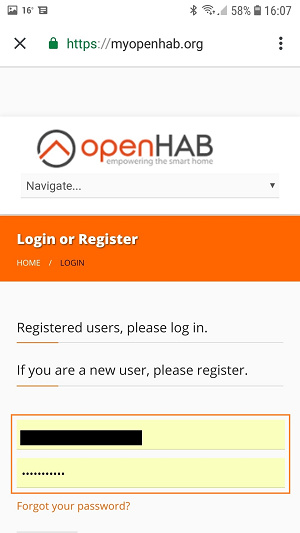 16°
58% 16:07
https://myopenhab.org
openHAB
empowering the smart home
Navigate...
Login or Register
HOME / LOGIN
Registered users, please log in.
If you are a new user, please register.
•••••••••••
Forgot your password?